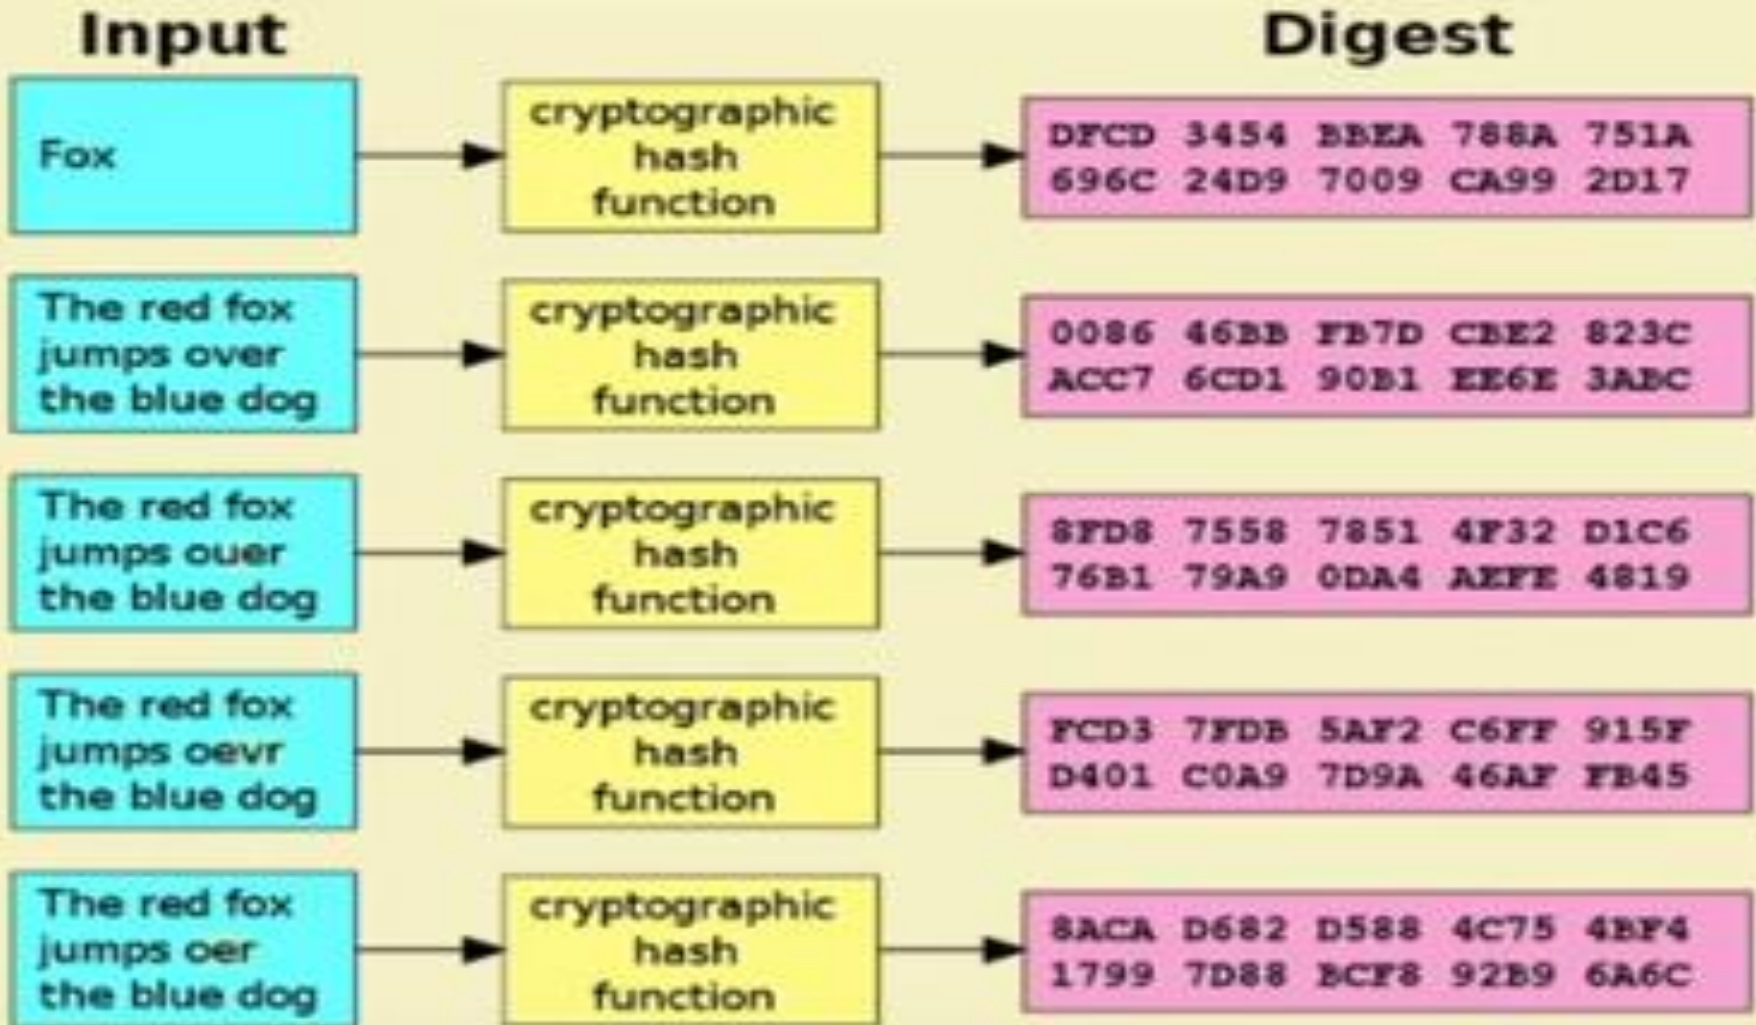 Input
Digest
Fox
cryptographic
hash
function
DFCD 3454 BBEA 788A 751A
696C 24D9 7009 CA99 2D17
The red fox
jumps over
the blue dog
cryptographic
hash
function
0086 46BB FB7D CBE2 823C
ACC7 6CD1 90B1 EE6E 3ABC
The red fox
jumps ouer
the blue dog
cryptographic
hash
function
8FD8 7558 7851 4F32 D1C6
76B1 79A9 0DA4 AEFE 4819
The red fox
jumps oevr
the blue dog
cryptographic
hash
function
FCD3 7FDB 5AF2 C6FF 915F
D401 C0A9 7D9A 46AF FB45
The red fox
jumps oer
the blue dog
cryptographic
hash
function
8ACA D682 D588 4C75 4BF4
1799 7D88 BCF8 92B9 6A6C